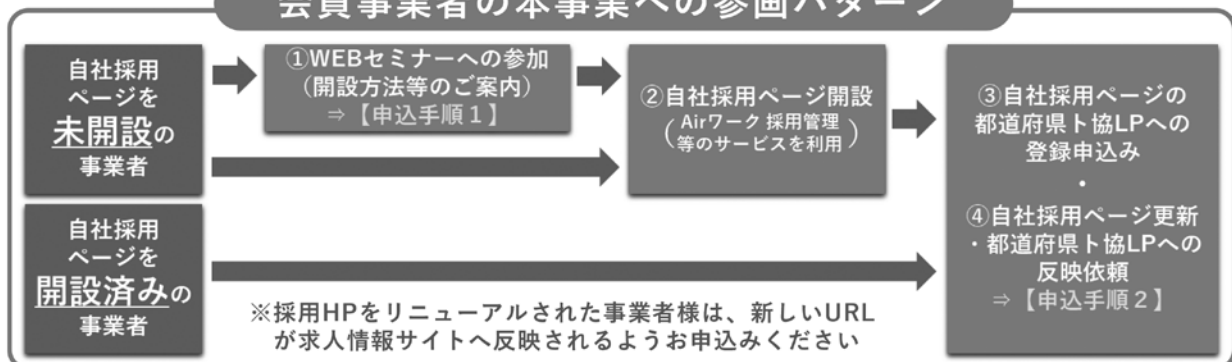 会員事業者の本事業への参画パターン
自社採用
ページを
未開設の
事業者
①WEBセミナーへの参加
(開設方法等のご案内)
⇒【申込手順1】
②自社採用ページ開設
(Airワーク 採用管理
等のサービスを利用)
③自社採用ページの
都道府県ト協LPへの
登録申込み
・
④自社採用ページ更新
・都道府県ト協LPへの
反映依頼
⇒【申込手順2】
自社採用
ページを
開設済みの
事業者
※採用HPをリニューアルされた事業者様は、新しいURL
が求人情報サイトへ反映されるようお申込みください